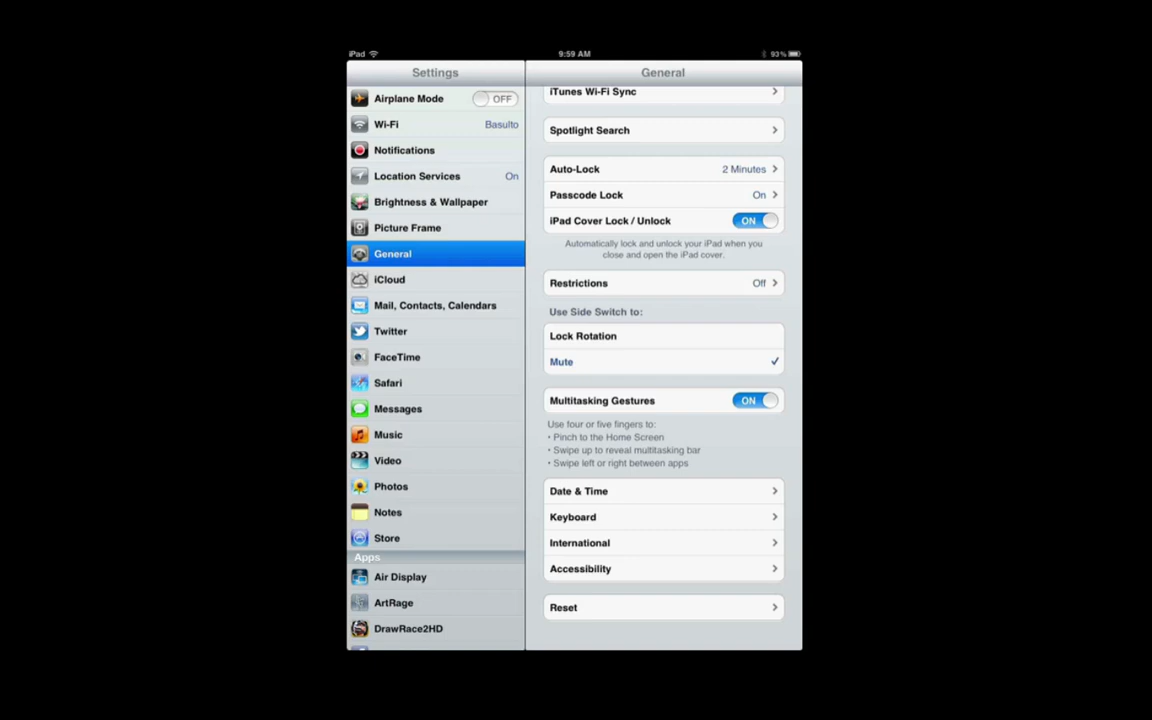 iPad
9:59 AM
93%
Settings
General
Airplane Mode OFF
Wi-Fi Basulto
Notifications
Location Services On
Brightness & Wallpaper
Picture Frame
General
iCloud
Mail, Contacts, Calendars
Twitter
FaceTime
Safari
Messages
Music
Video
Photos
Notes
Store
Apps
Air Display
ArtRage
DrawRace2HD
iTunes Wi-Fi Sync
Spotlight Search
Auto-Lock 2 Minutes
Passcode Lock On
iPad Cover Lock / Unlock ON
Automatically lock and unlock your iPad when you
close and open the iPad cover.
Restrictions Off
Use Side Switch to:
Lock Rotation
Mute
Multitasking Gestures ON
Use four or five fingers to:
• Pinch to the Home Screen
• Swipe up to reveal multitasking bar
• Swipe left or right between apps
Date & Time
Keyboard
International
Accessibility
Reset